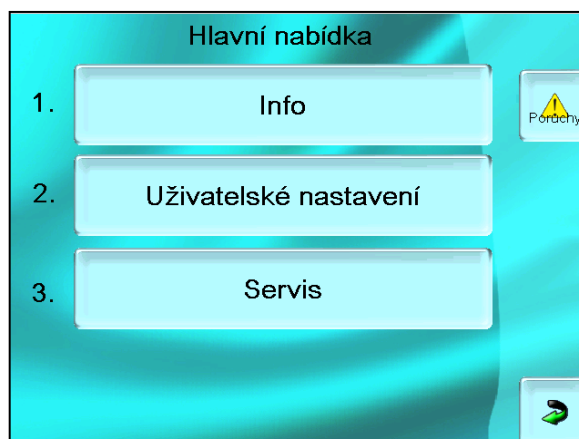 Hlavní nabídka
1. Info
Poruchy
2. Uživatelské nastavení
3. Servis